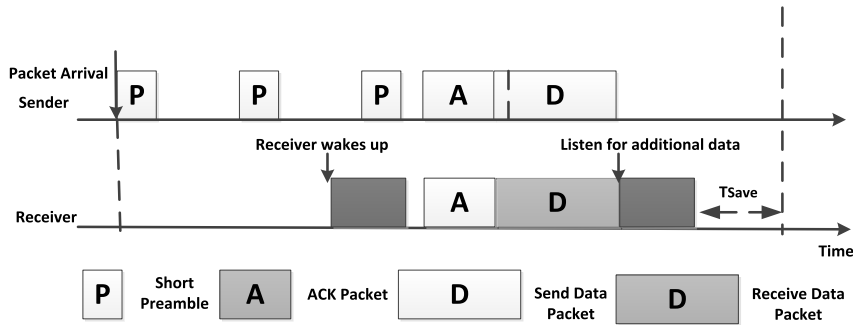 Packet Arrival
Sender
P
P
P
A
D
Receiver wakes up
Listen for additional data
Receiver
A
D
TSave
Time
P
Short
Preamble
A
ACK Packet
D
Send Data
Packet
D
Receive Data
Packet